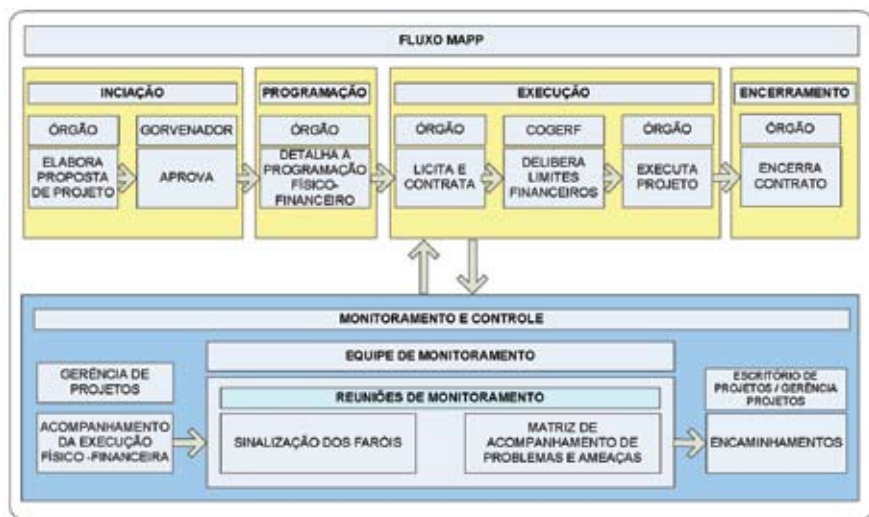 FLUXO MAPP
INCIAÇÃO
ÓRGÃO
ELABORA
PROPOSTA
DE PROJETO
GORVENADOR
APROVA
PROGRAMAÇÃO
ÓRGÃO
DETALHA A
PROGRAMAÇÃO
FÍSICO-
FINANCEIRO
EXECUÇÃO
ÓRGÃO
LICITA E
CONTRATA
COGERF
DELIBERA
LIMITES
FINANCEIROS
ÓRGÃO
EXECUTA
PROJETO
ENCERRAMENTO
ÓRGÃO
ENCERRA
CONTRATO
MONITORAMENTO E CONTROLE
GERÊNCIA DE
PROJETOS
ACOMPANHAMENTO
DA EXECUÇÃO
FÍSICO -FINANCEIRA
EQUIPE DE MONITORAMENTO
REUNIÕES DE MONITORAMENTO
SINALIZAÇÃO DOS FARÓIS
MATRIZ DE
ACOMPANHAMENTO DE
PROBLEMAS E AMEAÇAS
ESCRITÓRIO DE
PROJETOS / GERÊNCIA
PROJETOS
ENCAMINHAMENTOS